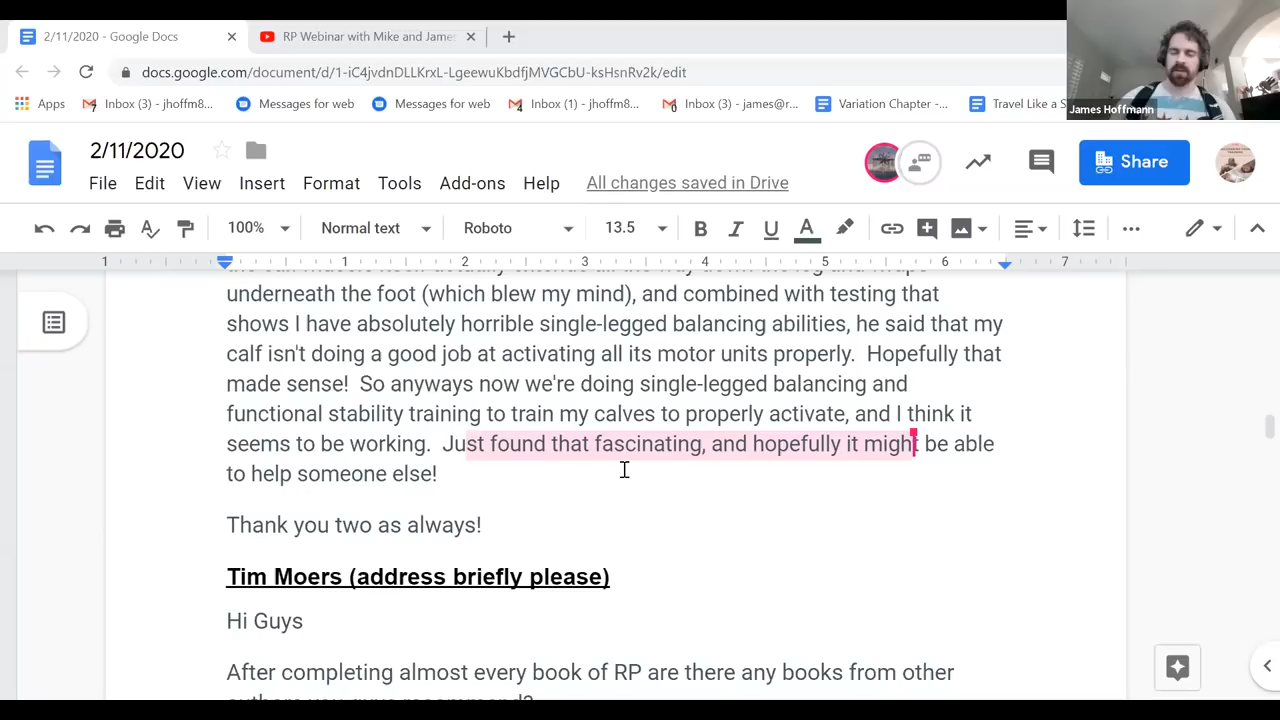 2/11/2020 - Google Docs
RP Webinar with Mike and James
docs.google.com/document/d/1-iC4jvdnDLLKrxL-LgeewuKbdfjMVGCbU-ksHsnRv2k/edit
Apps
Inbox (3) - jhoffm8...
Messages for web
Messages for web
Inbox (1) - jhoffm8...
Inbox (3) - james@r...
Variation Chapter -...
Travel Like a S
James Hoffmann
2/11/2020
Share
File Edit View Insert Format Tools Add-ons Help All changes saved in Drive
100% Normal text Roboto 13.5 B I U A
1 1 2 3 4 5 6 7
underneath the foot (which blew my mind), and combined with testing that
shows I have absolutely horrible single-legged balancing abilities, he said that my
calf isn't doing a good job at activating all its motor units properly. Hopefully that
made sense! So anyways now we're doing single-legged balancing and
functional stability training to train my calves to properly activate, and I think it
seems to be working. Just found that fascinating, and hopefully it might be able
to help someone else!
Thank you two as always!
Tim Moers (address briefly please)
Hi Guys
After completing almost every book of RP are there any books from other